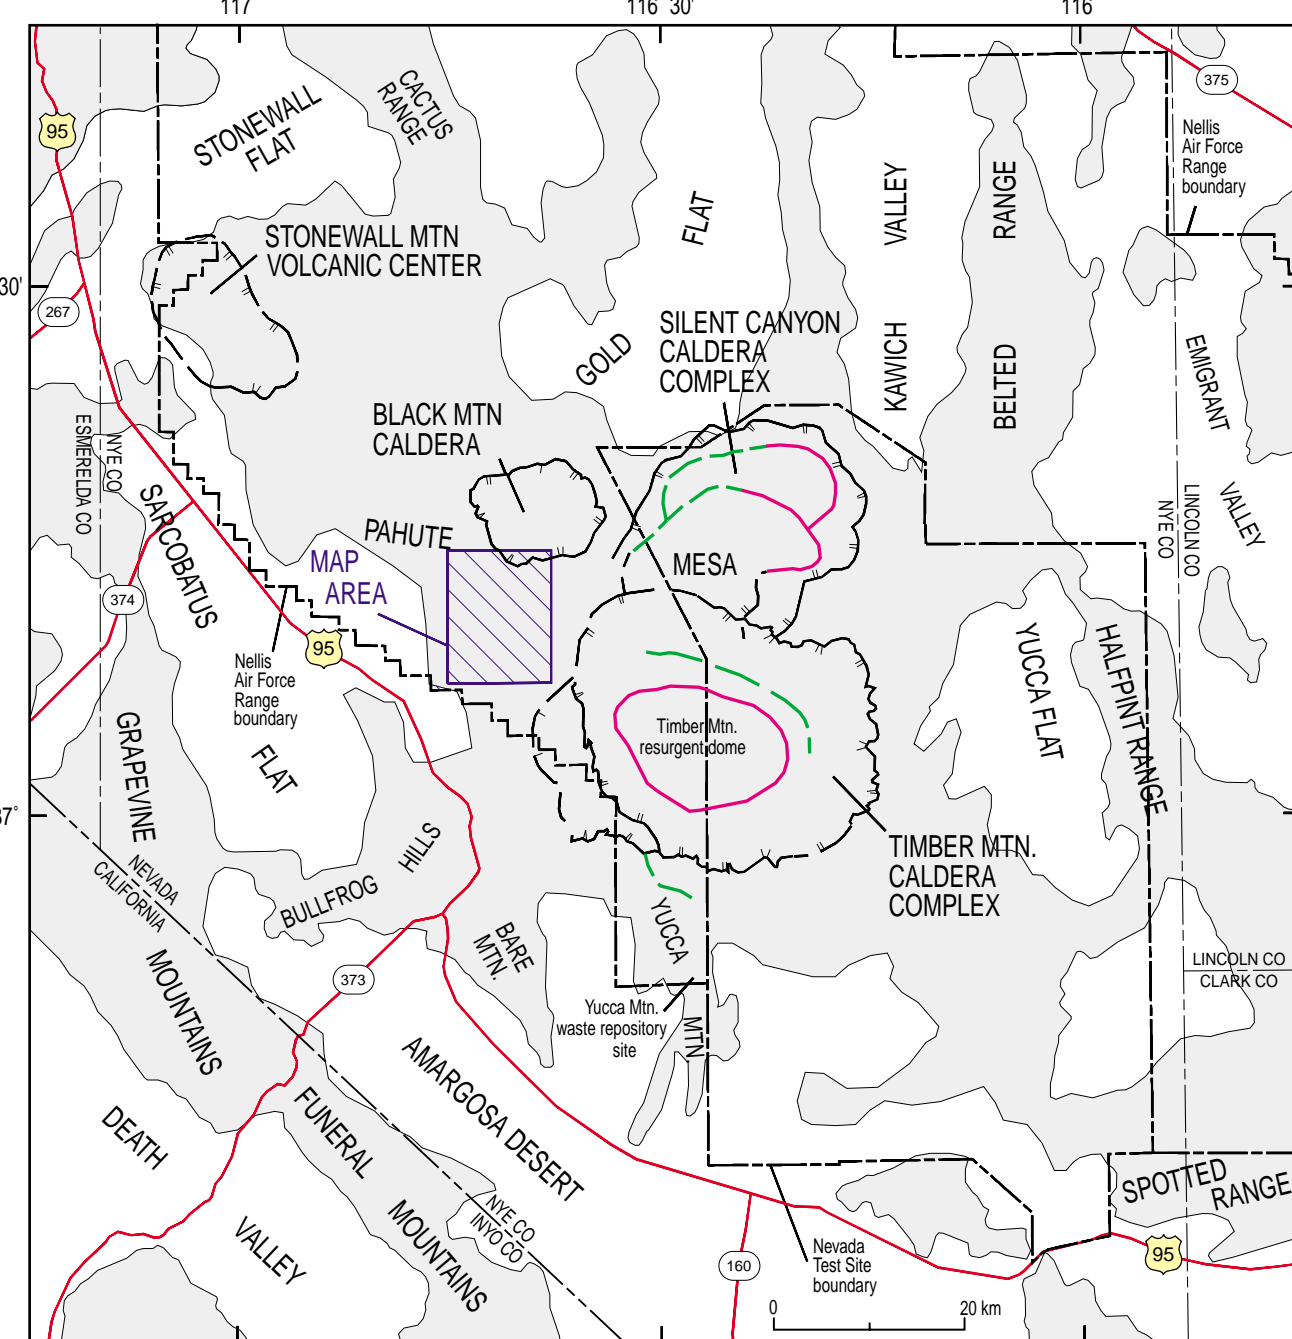 117
116 30'
116
95
STONEWALL
FLAT
CACTUS
RANGE
375
Nellis
Air Force
Range
boundary
VALLEY
RANGE
FLAT
STONEWALL MTN
VOLCANIC CENTER
30'
267
SILENT CANYON
CALDERA
COMPLEX
GOLD
KAWICH
BELTED
EMIGRANT
BLACK MTN
CALDERA
ESMERELDA CO
NYE CO
SARCOBATUS
PAHUTE
MESA
MAP
AREA
NYE CO
LINCOLN CO
VALLEY
374
95
Nellis
Air Force
Range
boundary
YUCCA FLAT
HALFPINT RANGE
GRAPEVINE
FLAT
Timber Mtn.
resurgent dome
37°
HILLS
BULLFROG
NEVADA
CALIFORNIA
TIMBER MTN.
CALDERA
COMPLEX
YUCCA
BARE
MTN.
MOUNTAINS
373
LINCOLN CO
CLARK CO
Yucca Mtn.
waste repository
site
MTN
AMARGOSA DESERT
FUNERAL
DEATH
SPOTTED
RANGE
NYE CO
INYO CO
MOUNTAINS
VALLEY
Nevada
Test Site
boundary
95
160
0
20 km